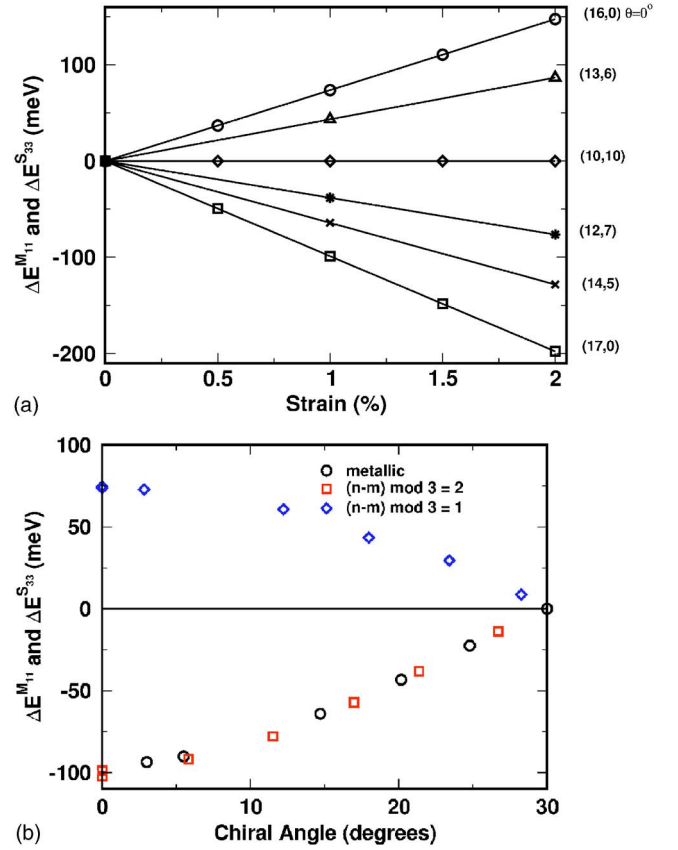 (16,0) θ=0°
100
(13,6)
0
(10,10)
(12,7)
-100
(14,5)
-200
(17,0)
ΔE^M₁₁ and ΔE^S₃₃ (meV)
0 0.5 1 1.5 2
Strain (%)
(a)
100
50
0
-50
-100
ΔE^M₁₁ and ΔE^S₃₃ (meV)
metallic
(n-m) mod 3 = 2
(n-m) mod 3 = 1
0 10 20 30
Chiral Angle (degrees)
(b)